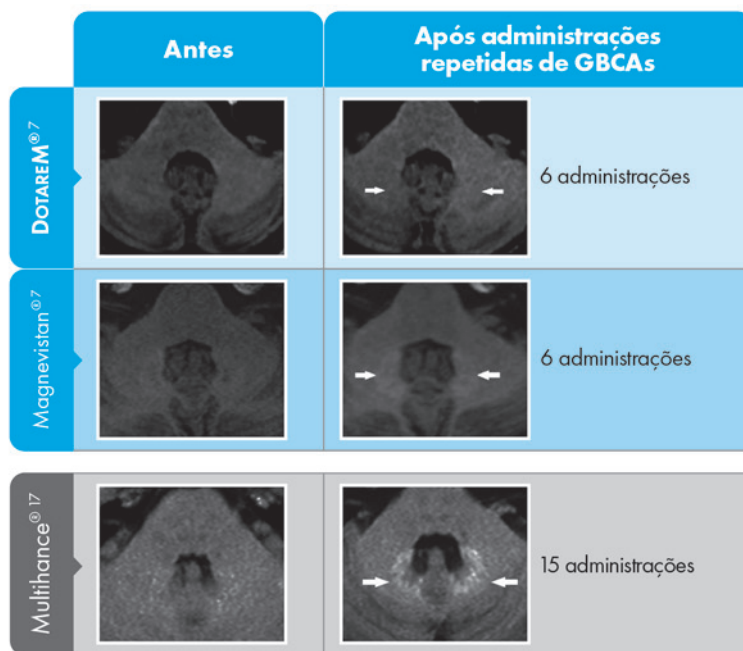 Antes
Após administrações
repetidas de GBCAs
DOTAREM®7
6 administrações
Magnevistan®7
6 administrações
Multihance®17
15 administrações